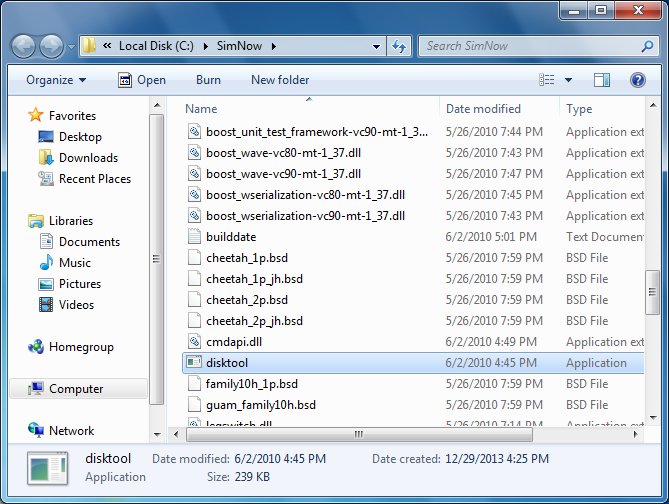 « Local Disk (C:) ▸ SimNow ▸ Search SimNow
Organize Open Burn New folder
Favorites
Desktop
Downloads
Recent Places
Libraries
Documents
Music
Pictures
Videos
Homegroup
Computer
Network
Name Date modified Type
boost_unit_test_framework-vc90-mt-1_3... 5/26/2010 7:44 PM Application ext
boost_wave-vc80-mt-1_37.dll 5/26/2010 7:43 PM Application ext
boost_wave-vc90-mt-1_37.dll 5/26/2010 7:47 PM Application ext
boost_wserialization-vc80-mt-1_37.dll 5/26/2010 7:45 PM Application ext
boost_wserialization-vc90-mt-1_37.dll 5/26/2010 7:43 PM Application ext
builddate 6/2/2010 5:01 PM Text Documen
cheetah_1p.bsd 5/26/2010 7:59 PM BSD File
cheetah_1p_jh.bsd 5/26/2010 7:59 PM BSD File
cheetah_2p.bsd 5/26/2010 7:59 PM BSD File
cheetah_2p_jh.bsd 5/26/2010 7:59 PM BSD File
cmdapi.dll 6/2/2010 4:49 PM Application ext
disktool 6/2/2010 4:45 PM Application
family10h_1p.bsd 5/26/2010 7:59 PM BSD File
guam_family10h.bsd 5/26/2010 7:59 PM BSD File
legswitch.dll 5/26/2010 7:14 PM Application ext
disktool Date modified: 6/2/2010 4:45 PM Date created: 12/29/2013 4:25 PM
Application Size: 239 KB